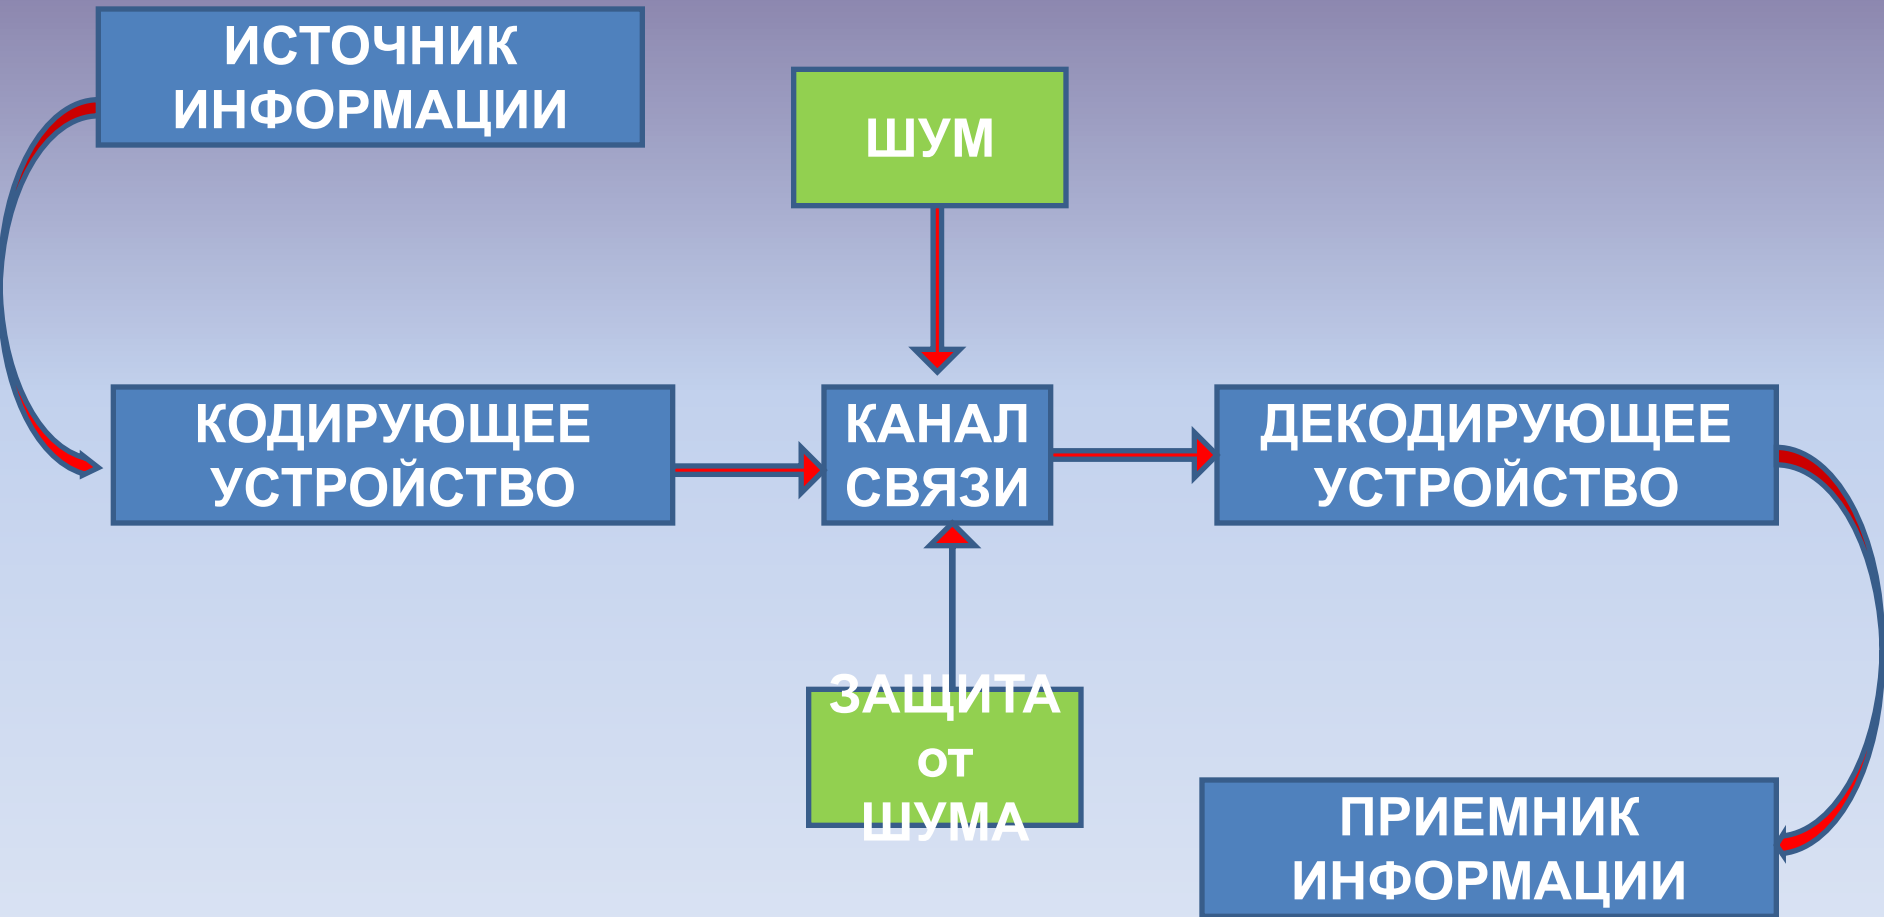 ИСТОЧНИК
ИНФОРМАЦИИ
ШУМ
КОДИРУЮЩЕЕ
УСТРОЙСТВО
КАНАЛ
СВЯЗИ
ДЕКОДИРУЮЩЕЕ
УСТРОЙСТВО
ЗАЩИТА
от
ШУМА
ПРИЕМНИК
ИНФОРМАЦИИ